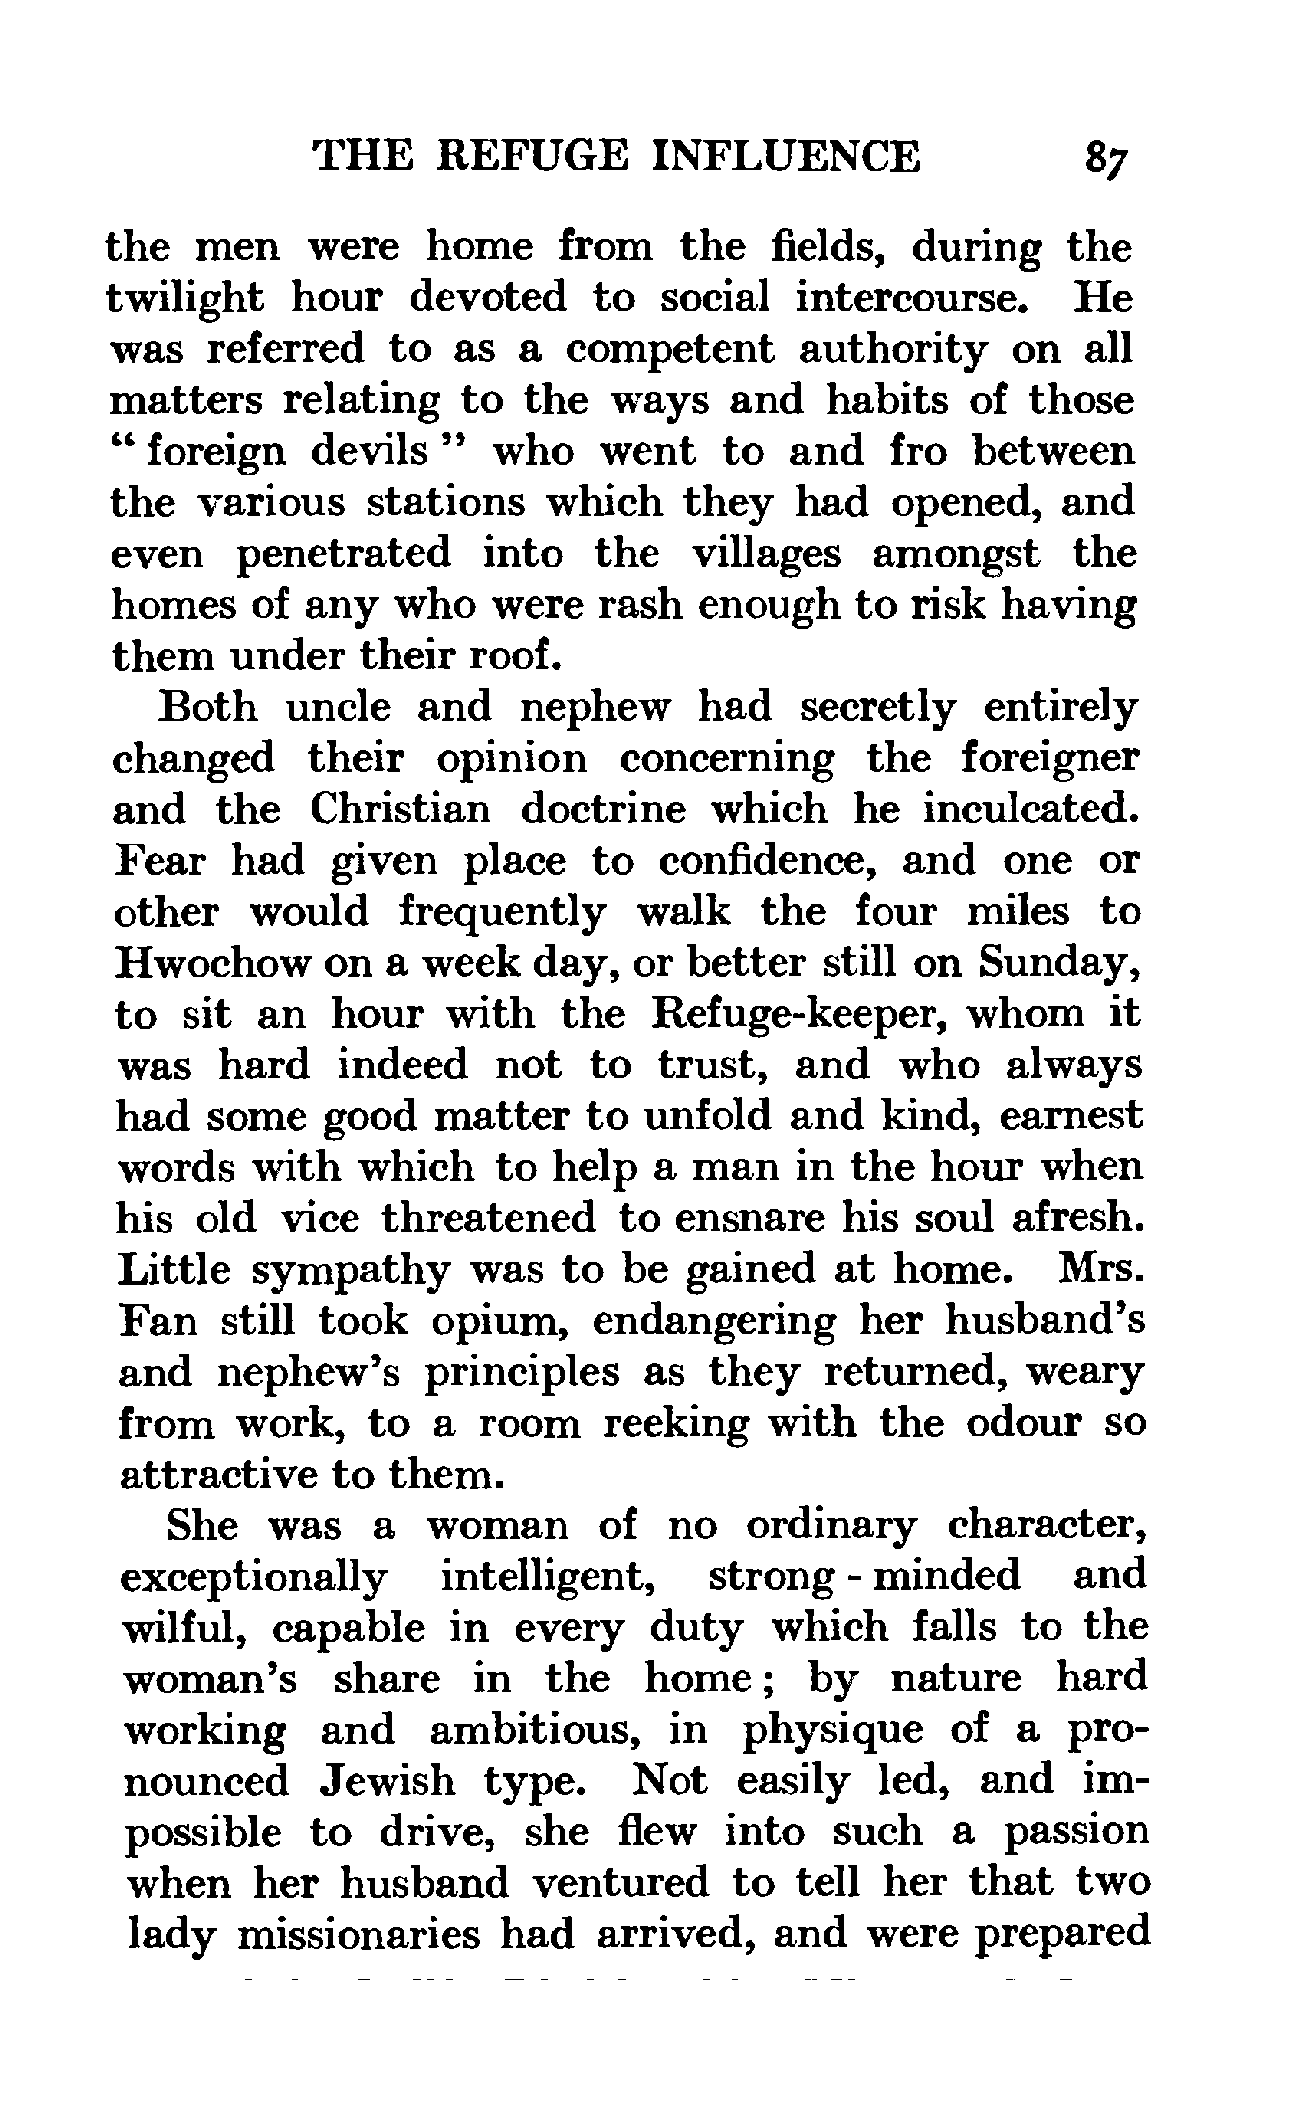 THE REFUGE INFLUENCE 87
the men were home from the fields, during the
twilight hour devoted to social intercourse. He
was referred to as a competent authority on all
matters relating to the ways and habits of those
“ foreign devils ” who went to and fro between
the various stations which they had opened, and
even penetrated into the villages amongst the
homes of any who were rash enough to risk having
them under their roof.
Both uncle and nephew had secretly entirely
changed their opinion concerning the foreigner
and the Christian doctrine which he inculcated.
Fear had given place to confidence, and one or
other would frequently walk the four miles to
Hwochow on a week day, or better still on Sunday,
to sit an hour with the Refuge-keeper, whom it
was hard indeed not to trust, and who always
had some good matter to unfold and kind, earnest
words with which to help a man in the hour when
his old vice threatened to ensnare his soul afresh.
Little sympathy was to be gained at home. Mrs.
Fan still took opium, endangering her husband’s
and nephew’s principles as they returned, weary
from work, to a room reeking with the odour so
attractive to them.
She was a woman of no ordinary character,
exceptionally intelligent, strong - minded and
wilful, capable in every duty which falls to the
woman’s share in the home ; by nature hard
working and ambitious, in physique of a pro-
nounced Jewish type. Not easily led, and im-
possible to drive, she flew into such a passion
when her husband ventured to tell her that two
lady missionaries had arrived, and were prepared